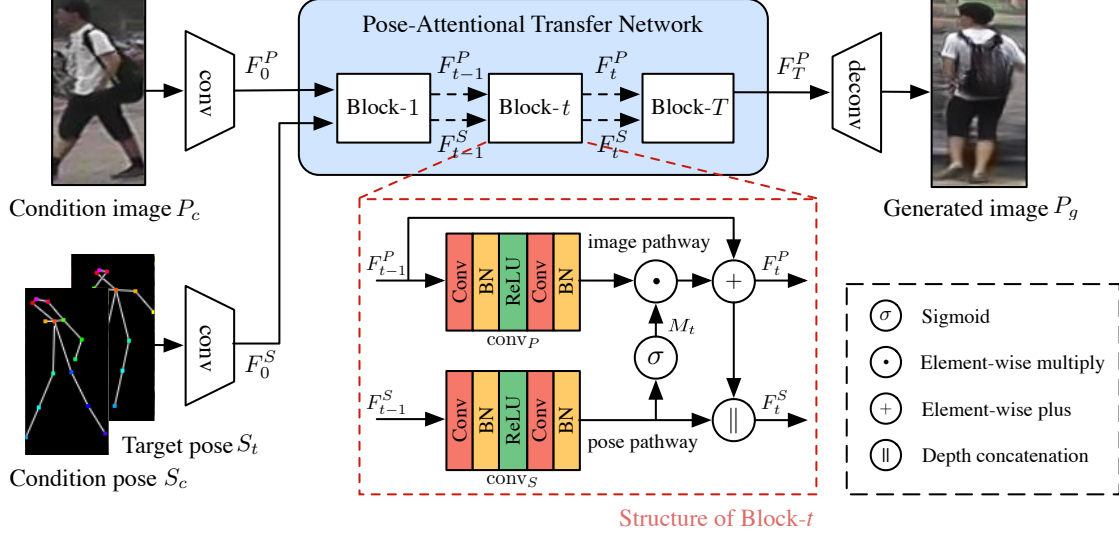 Pose-Attentional Transfer Network
conv
F_0^P
Block-1
F_{t-1}^P
F_{t-1}^S
Block-t
F_t^P
F_t^S
Block-T
F_T^P
deconv
Condition image P_c
Generated image P_g
conv
F_0^S
Target pose S_t
Condition pose S_c
F_{t-1}^P
Conv
BN
ReLU
Conv
BN
conv_P
image pathway
·
+
F_t^P
M_t
σ
F_{t-1}^S
Conv
BN
ReLU
Conv
BN
conv_S
pose pathway
||
F_t^S
Structure of Block-t
σ Sigmoid
· Element-wise multiply
+ Element-wise plus
|| Depth concatenation